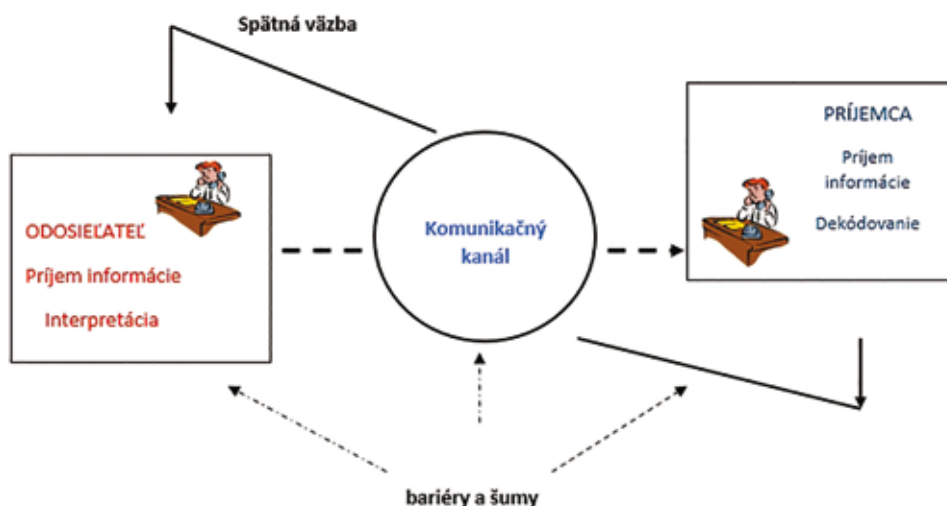 Spätná väzba
ODOSIEĽATEĽ
Príjem informácie
Interpretácia
Komunikačný
kanál
PRÍJEMCA
Príjem
informácie
Dekódovanie
bariéry a šumy